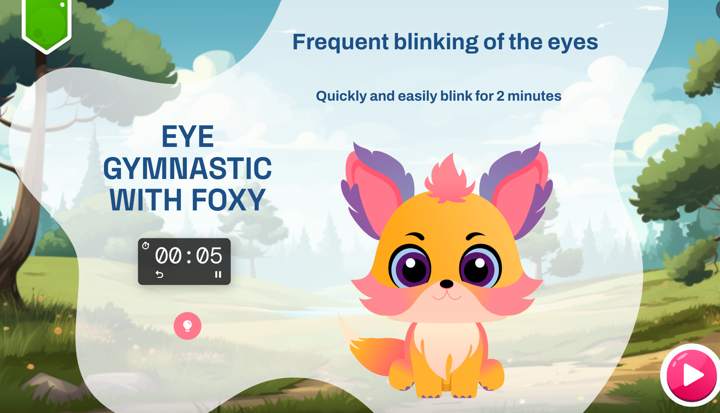 Frequent blinking of the eyes
Quickly and easily blink for 2 minutes
EYE
GYMNASTIC
WITH FOXY
00:05